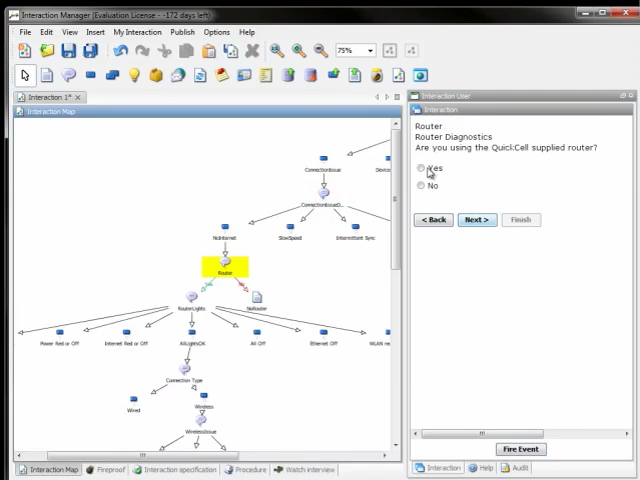 Interaction Manager [Evaluation License - -172 days left]
File Edit View Insert My Interaction Publish Options Help
75%
Interaction 1*
Interaction Map
ConnectionIssue
ConnectionIssueD...
NoInternet
SlowSpeed
Intermittent Sync
Router
RouterLights
NoRouter
Power Red or Off
Internet Red or Off
AllLightsOK
All Off
Ethernet Off
WLAN re
Connection Type
Wired
Wireless
WirelessIssue
Interaction Map
Fireproof
Interaction specification
Procedure
Watch interview
Interaction User
Interaction
Router
Router Diagnostics
Are you using the QuickCell supplied router?
Yes
No
< Back
Next >
Finish
Fire Event
Interaction
Help
Audit